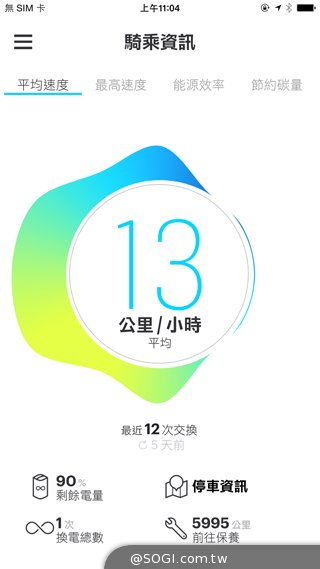 無 SIM 卡 上午11:04
騎乘資訊
平均速度 最高速度 能源效率 節約碳量
13
公里/小時
平均
最近 12 次交換
5 天前
90 % 停車資訊
剩餘電量
1 次 5995 公里
換電總數 前往保養
@SOGI.com.tw